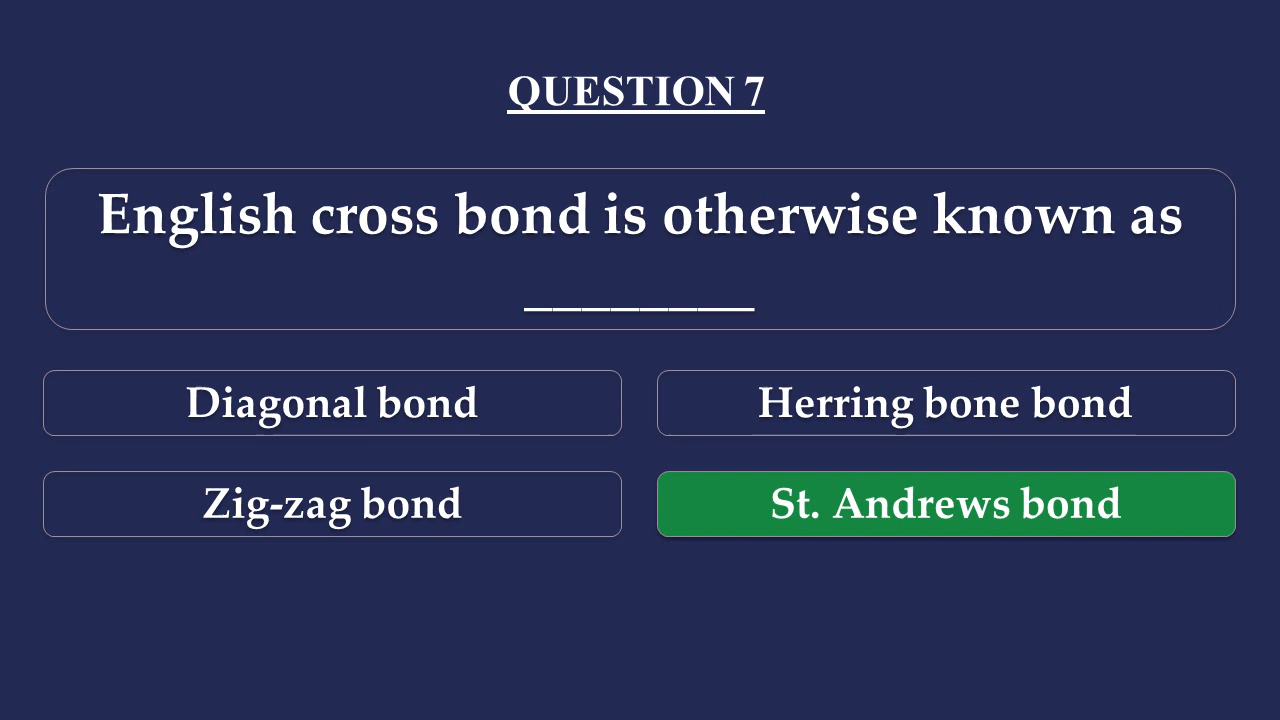 QUESTION 7
English cross bond is otherwise known as
________
Diagonal bond
Herring bone bond
Zig-zag bond
St. Andrews bond